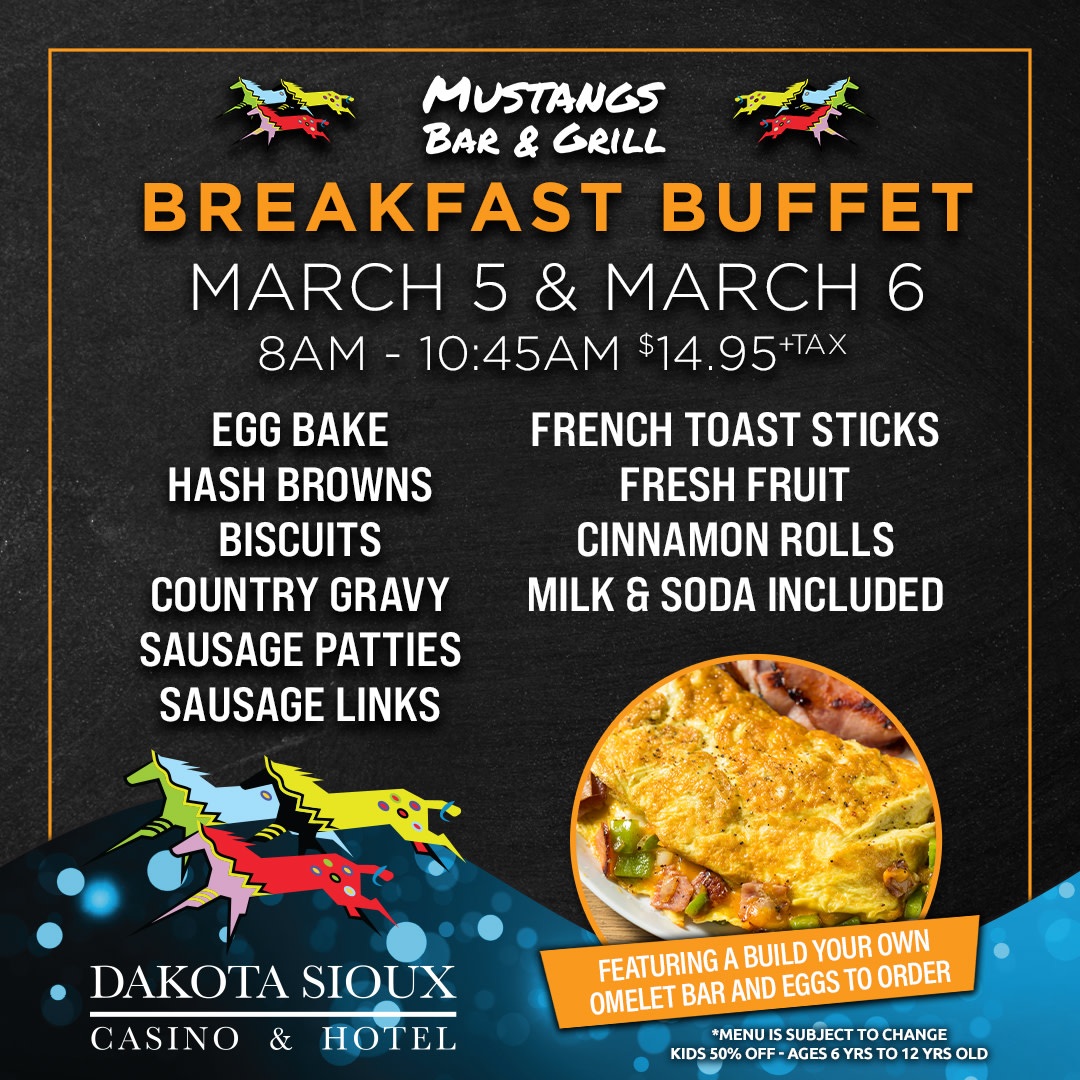 MUSTANGS
BAR & GRILL
BREAKFAST BUFFET
MARCH 5 & MARCH 6
8AM - 10:45AM $14.95+TAX
EGG BAKE
HASH BROWNS
BISCUITS
COUNTRY GRAVY
SAUSAGE PATTIES
SAUSAGE LINKS
FRENCH TOAST STICKS
FRESH FRUIT
CINNAMON ROLLS
MILK & SODA INCLUDED
FEATURING A BUILD YOUR OWN
OMELET BAR AND EGGS TO ORDER
DAKOTA SIOUX
CASINO & HOTEL
*MENU IS SUBJECT TO CHANGE
KIDS 50% OFF - AGES 6 YRS TO 12 YRS OLD